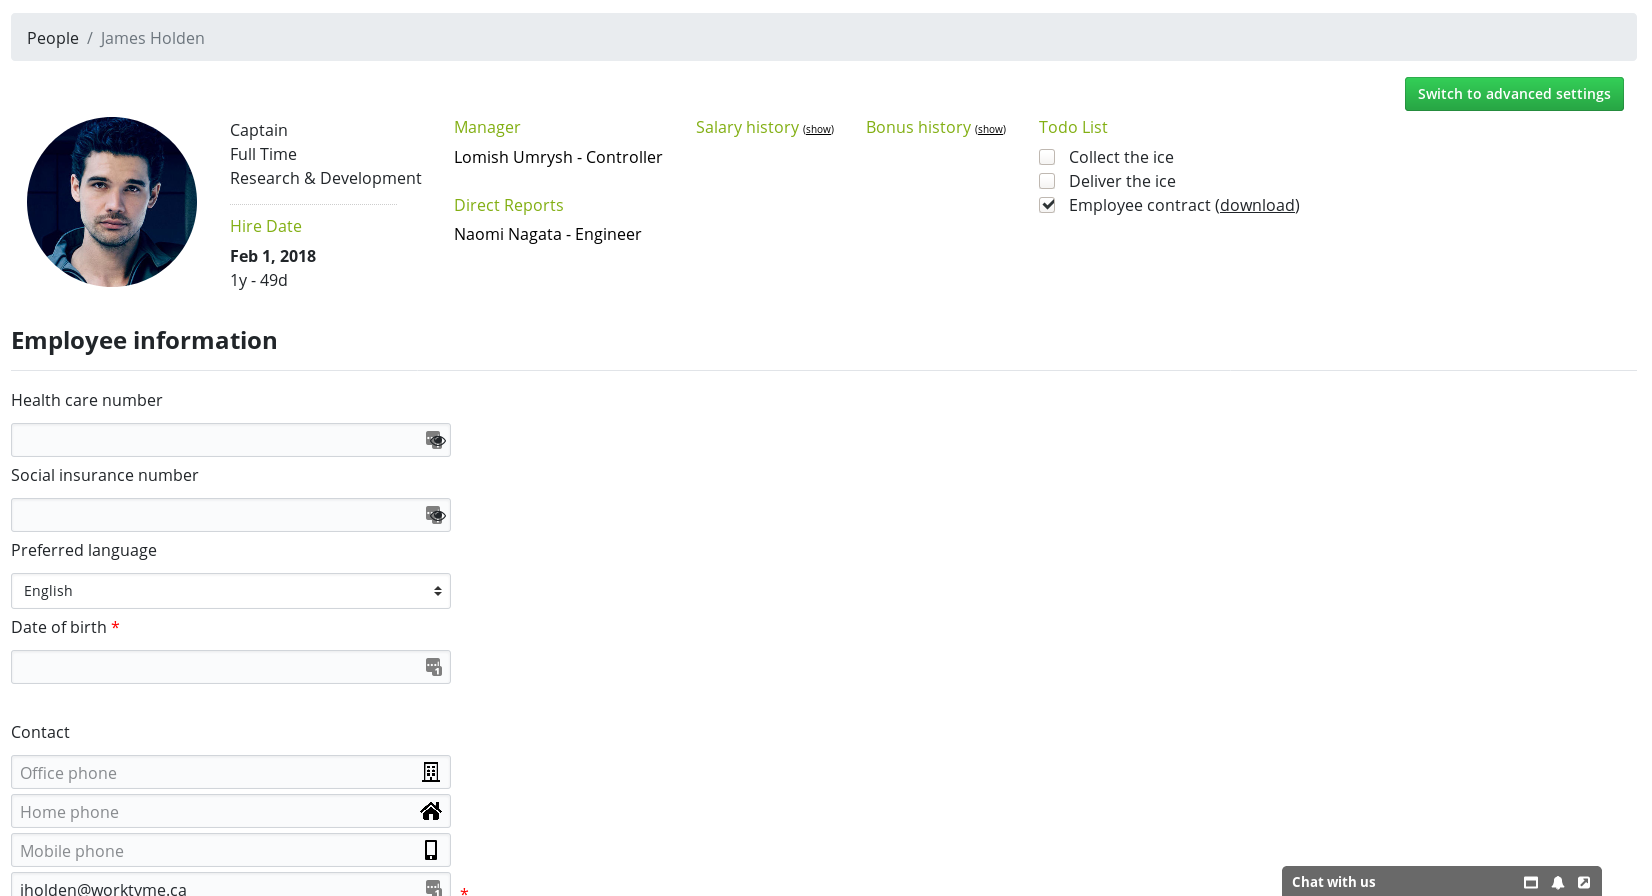 People / James Holden
Switch to advanced settings
Captain
Full Time
Research & Development
Hire Date
Feb 1, 2018
1y - 49d
Manager
Lomish Umrysh - Controller
Direct Reports
Naomi Nagata - Engineer
Salary history (show)
Bonus history (show)
Todo List
Collect the ice
Deliver the ice
Employee contract (download)
Employee information
Health care number
Social insurance number
Preferred language
English
Date of birth *
Contact
Office phone
Home phone
Mobile phone
jholden@worktyme.ca *
Chat with us